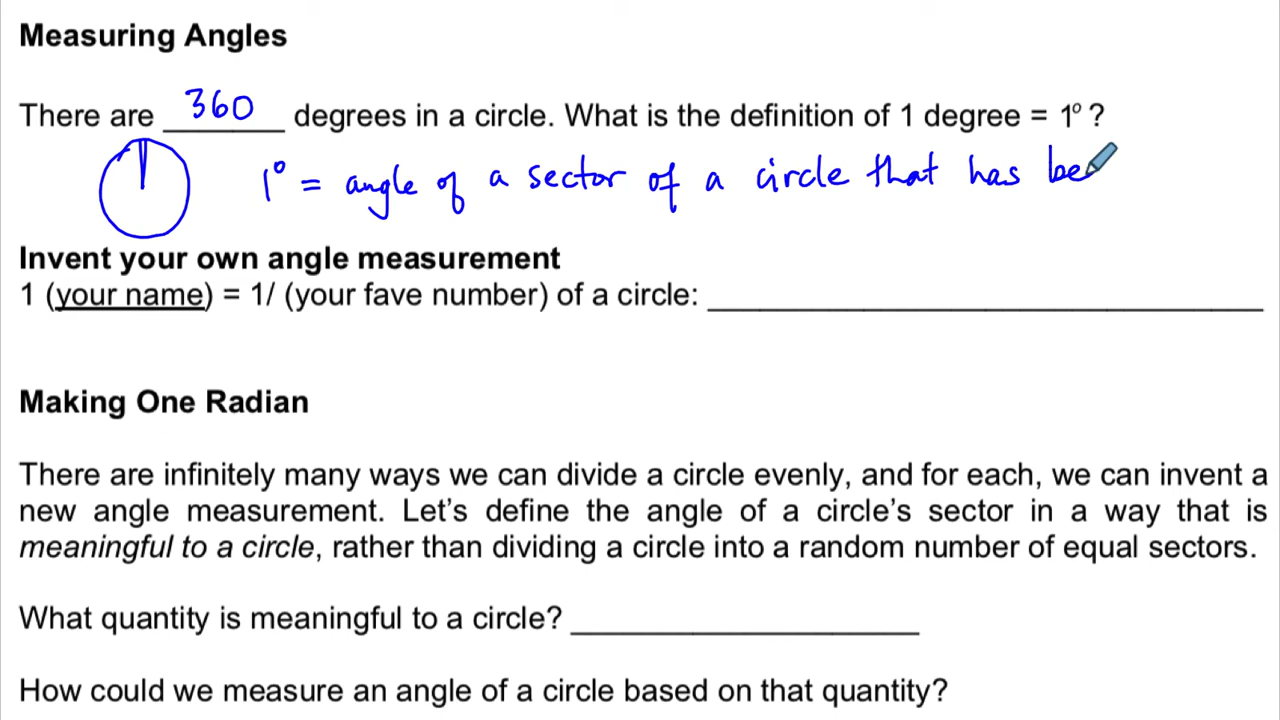 Measuring Angles
There are 360 degrees in a circle. What is the definition of 1 degree = 1º ?
1º = angle of a sector of a circle that has be
Invent your own angle measurement
1 (your name) = 1/ (your fave number) of a circle: ____
Making One Radian
There are infinitely many ways we can divide a circle evenly, and for each, we can invent a
new angle measurement. Let’s define the angle of a circle’s sector in a way that is
meaningful to a circle, rather than dividing a circle into a random number of equal sectors.
What quantity is meaningful to a circle? ____
How could we measure an angle of a circle based on that quantity?